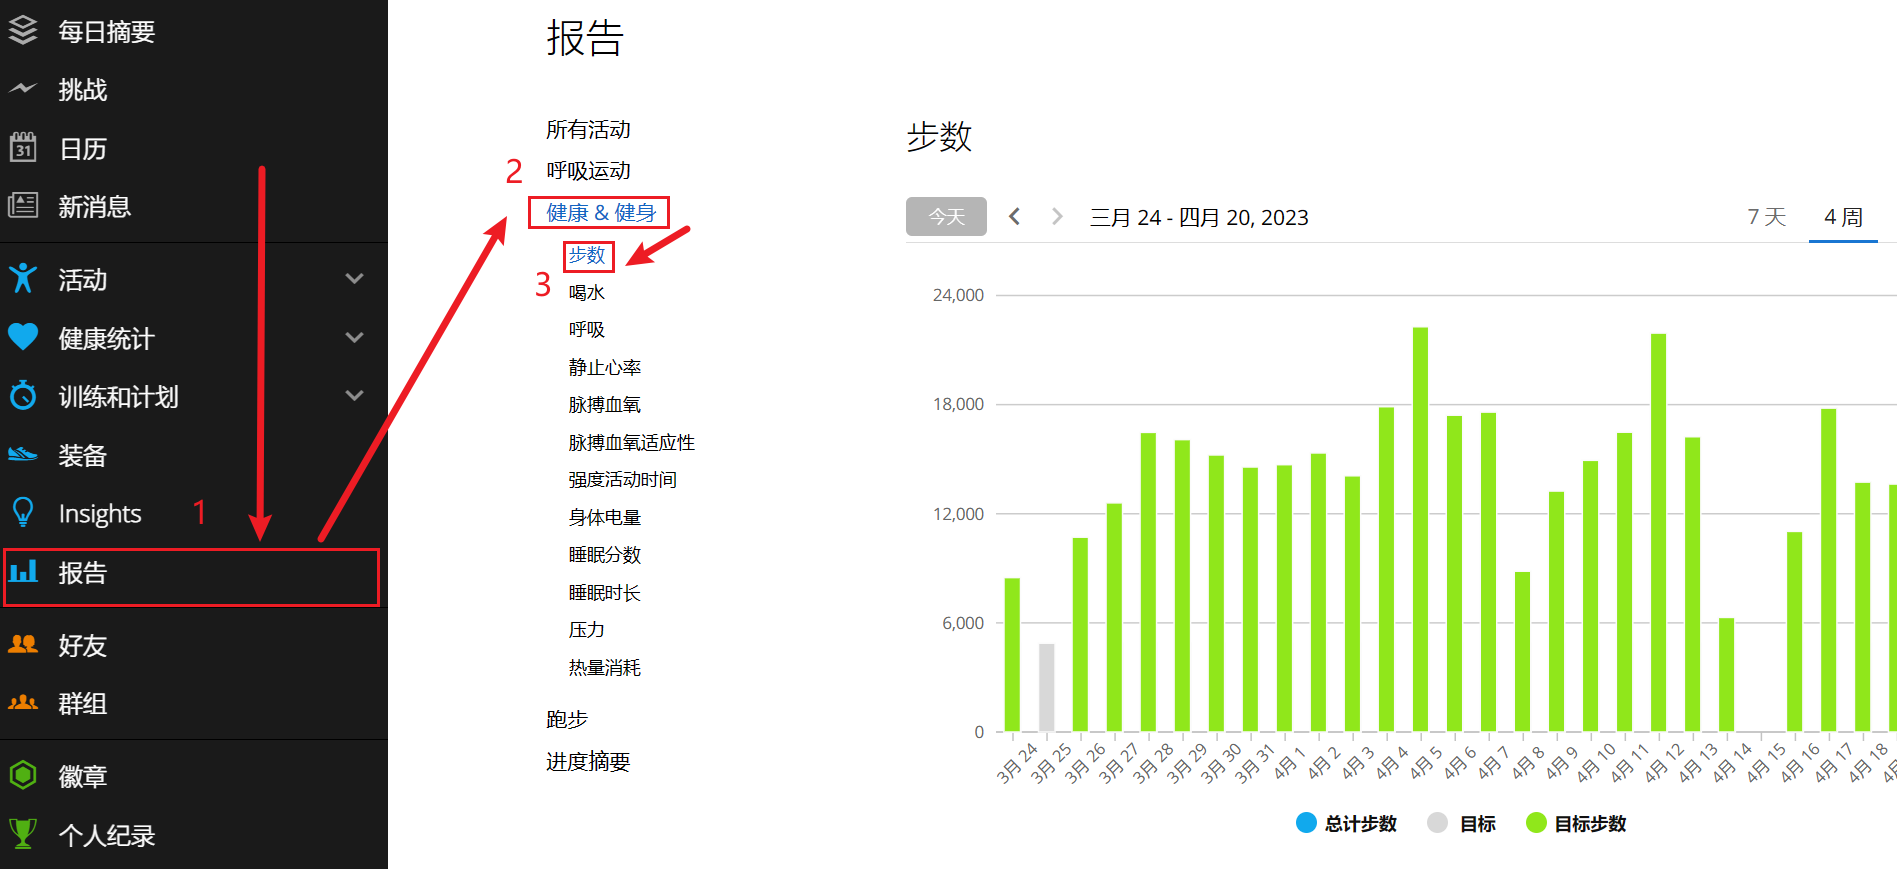 每日摘要
挑战
31
日历
新消息
活动
健康统计
训练和计划
装备
Insights
1
报告
好友
群组
徽章
个人纪录
报告
所有活动
2
呼吸运动
健康 & 健身
步数
3
喝水
呼吸
静止心率
脉搏血氧
脉搏血氧适应性
强度活动时间
身体电量
睡眠分数
睡眠时长
压力
热量消耗
跑步
进度摘要
步数
今天
三月 24 - 四月 20, 2023
7 天
4 周
24,000
18,000
12,000
6,000
0
3月 24
3月 25
3月 26
3月 27
3月 28
3月 29
3月 30
3月 31
4月 1
4月 2
4月 3
4月 4
4月 5
4月 6
4月 7
4月 8
4月 9
4月 10
4月 11
4月 12
4月 13
4月 14
4月 15
4月 16
4月 17
4月 18
总计步数
目标
目标步数